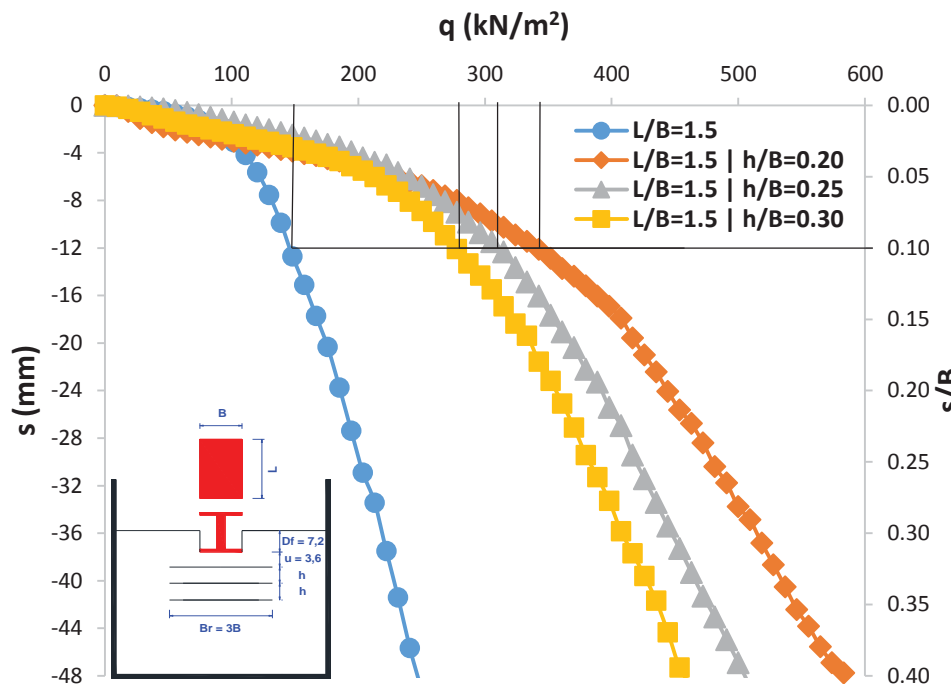 q (kN/m²)
0 100 200 300 400 500 600
0 0.00
-4
0.05
-8
-12 0.10
-16
0.15
-20
-24 0.20
-28
0.25
-32
-36 0.30
-40
0.35
-44
-48 0.40
s (mm)
s/B
L/B=1.5
L/B=1.5 | h/B=0.20
L/B=1.5 | h/B=0.25
L/B=1.5 | h/B=0.30
B
L
Df = 7,2
u = 3,6
h
h
Br = 3B